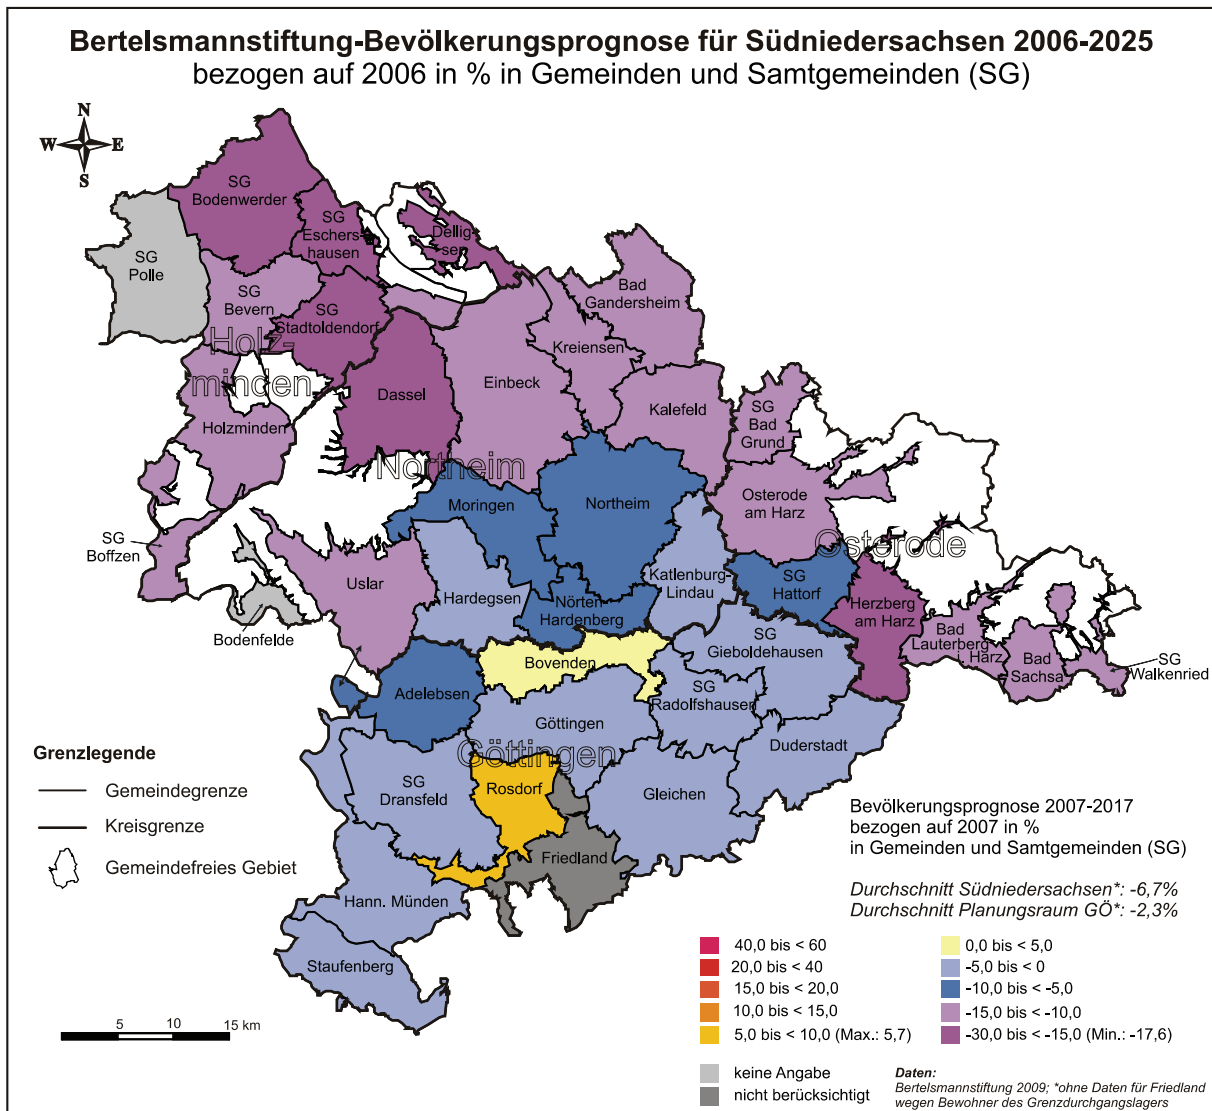 Bertelsmannstiftung-Bevölkerungsprognose für Südniedersachsen 2006-2025
bezogen auf 2006 in % in Gemeinden und Samtgemeinden (SG)
N
W
E
S
SG
Bodenwerder
SG
Eschers-
hausen
Dellig-
sen
SG
Polle
SG
Bevern
SG
Stadtoldendorf
Bad
Gandersheim
Kreiensen
Holz-
minden
Einbeck
Dassel
Kalefeld
SG
Bad
Grund
Holzminden
Northeim
Moringen
Northeim
Osterode
am Harz
SG
Boffzen
Osterode
Uslar
Hardegsen
Katlenburg-
Lindau
SG
Hattorf
Nörten-
Hardenberg
Herzberg
am Harz
Bodenfelde
SG
Gieboldehausen
Bad
Lauterberg
i. Harz
Bad
Sachsa
SG
Walkenried
Bovenden
Adelebsen
SG
Radolfshausen
Göttingen
Duderstadt
Göttingen
SG
Dransfeld
Rosdorf
Gleichen
Friedland
Hann. Münden
Staufenberg
Grenzlegende
Gemeindegrenze
Kreisgrenze
Gemeindefreies Gebiet
5
10
15 km
Bevölkerungsprognose 2007-2017
bezogen auf 2007 in %
in Gemeinden und Samtgemeinden (SG)
Durchschnitt Südniedersachsen*: -6,7%
Durchschnitt Planungsraum GÖ*: -2,3%
40,0 bis < 60
20,0 bis < 40
15,0 bis < 20,0
10,0 bis < 15,0
5,0 bis < 10,0 (Max.: 5,7)
0,0 bis < 5,0
-5,0 bis < 0
-10,0 bis < -5,0
-15,0 bis < -10,0
-30,0 bis < -15,0 (Min.: -17,6)
keine Angabe
nicht berücksichtigt
Daten:
Bertelsmannstiftung 2009; *ohne Daten für Friedland
wegen Bewohner des Grenzdurchgangslagers